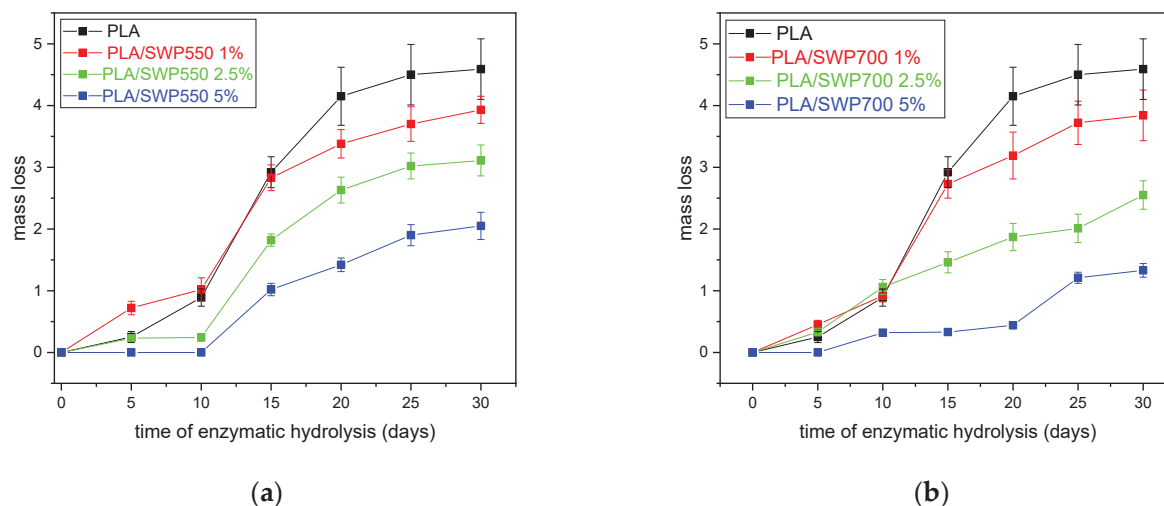 PLA
PLA/SWP550 1%
PLA/SWP550 2.5%
PLA/SWP550 5%
5
4
3
2
1
0
mass loss
0 5 10 15 20 25 30
time of enzymatic hydrolysis (days)
(a)
PLA
PLA/SWP700 1%
PLA/SWP700 2.5%
PLA/SWP700 5%
5
4
3
2
1
0
mass loss
0 5 10 15 20 25 30
time of enzymatic hydrolysis (days)
(b)